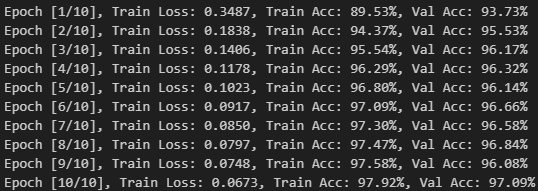 Epoch [1/10], Train Loss: 0.3487, Train Acc: 89.53%, Val Acc: 93.73%
Epoch [2/10], Train Loss: 0.1838, Train Acc: 94.37%, Val Acc: 95.53%
Epoch [3/10], Train Loss: 0.1406, Train Acc: 95.54%, Val Acc: 96.17%
Epoch [4/10], Train Loss: 0.1178, Train Acc: 96.29%, Val Acc: 96.32%
Epoch [5/10], Train Loss: 0.1023, Train Acc: 96.80%, Val Acc: 96.14%
Epoch [6/10], Train Loss: 0.0917, Train Acc: 97.09%, Val Acc: 96.66%
Epoch [7/10], Train Loss: 0.0850, Train Acc: 97.30%, Val Acc: 96.58%
Epoch [8/10], Train Loss: 0.0797, Train Acc: 97.47%, Val Acc: 96.84%
Epoch [9/10], Train Loss: 0.0748, Train Acc: 97.58%, Val Acc: 96.08%
Epoch [10/10], Train Loss: 0.0673, Train Acc: 97.92%, Val Acc: 97.09%